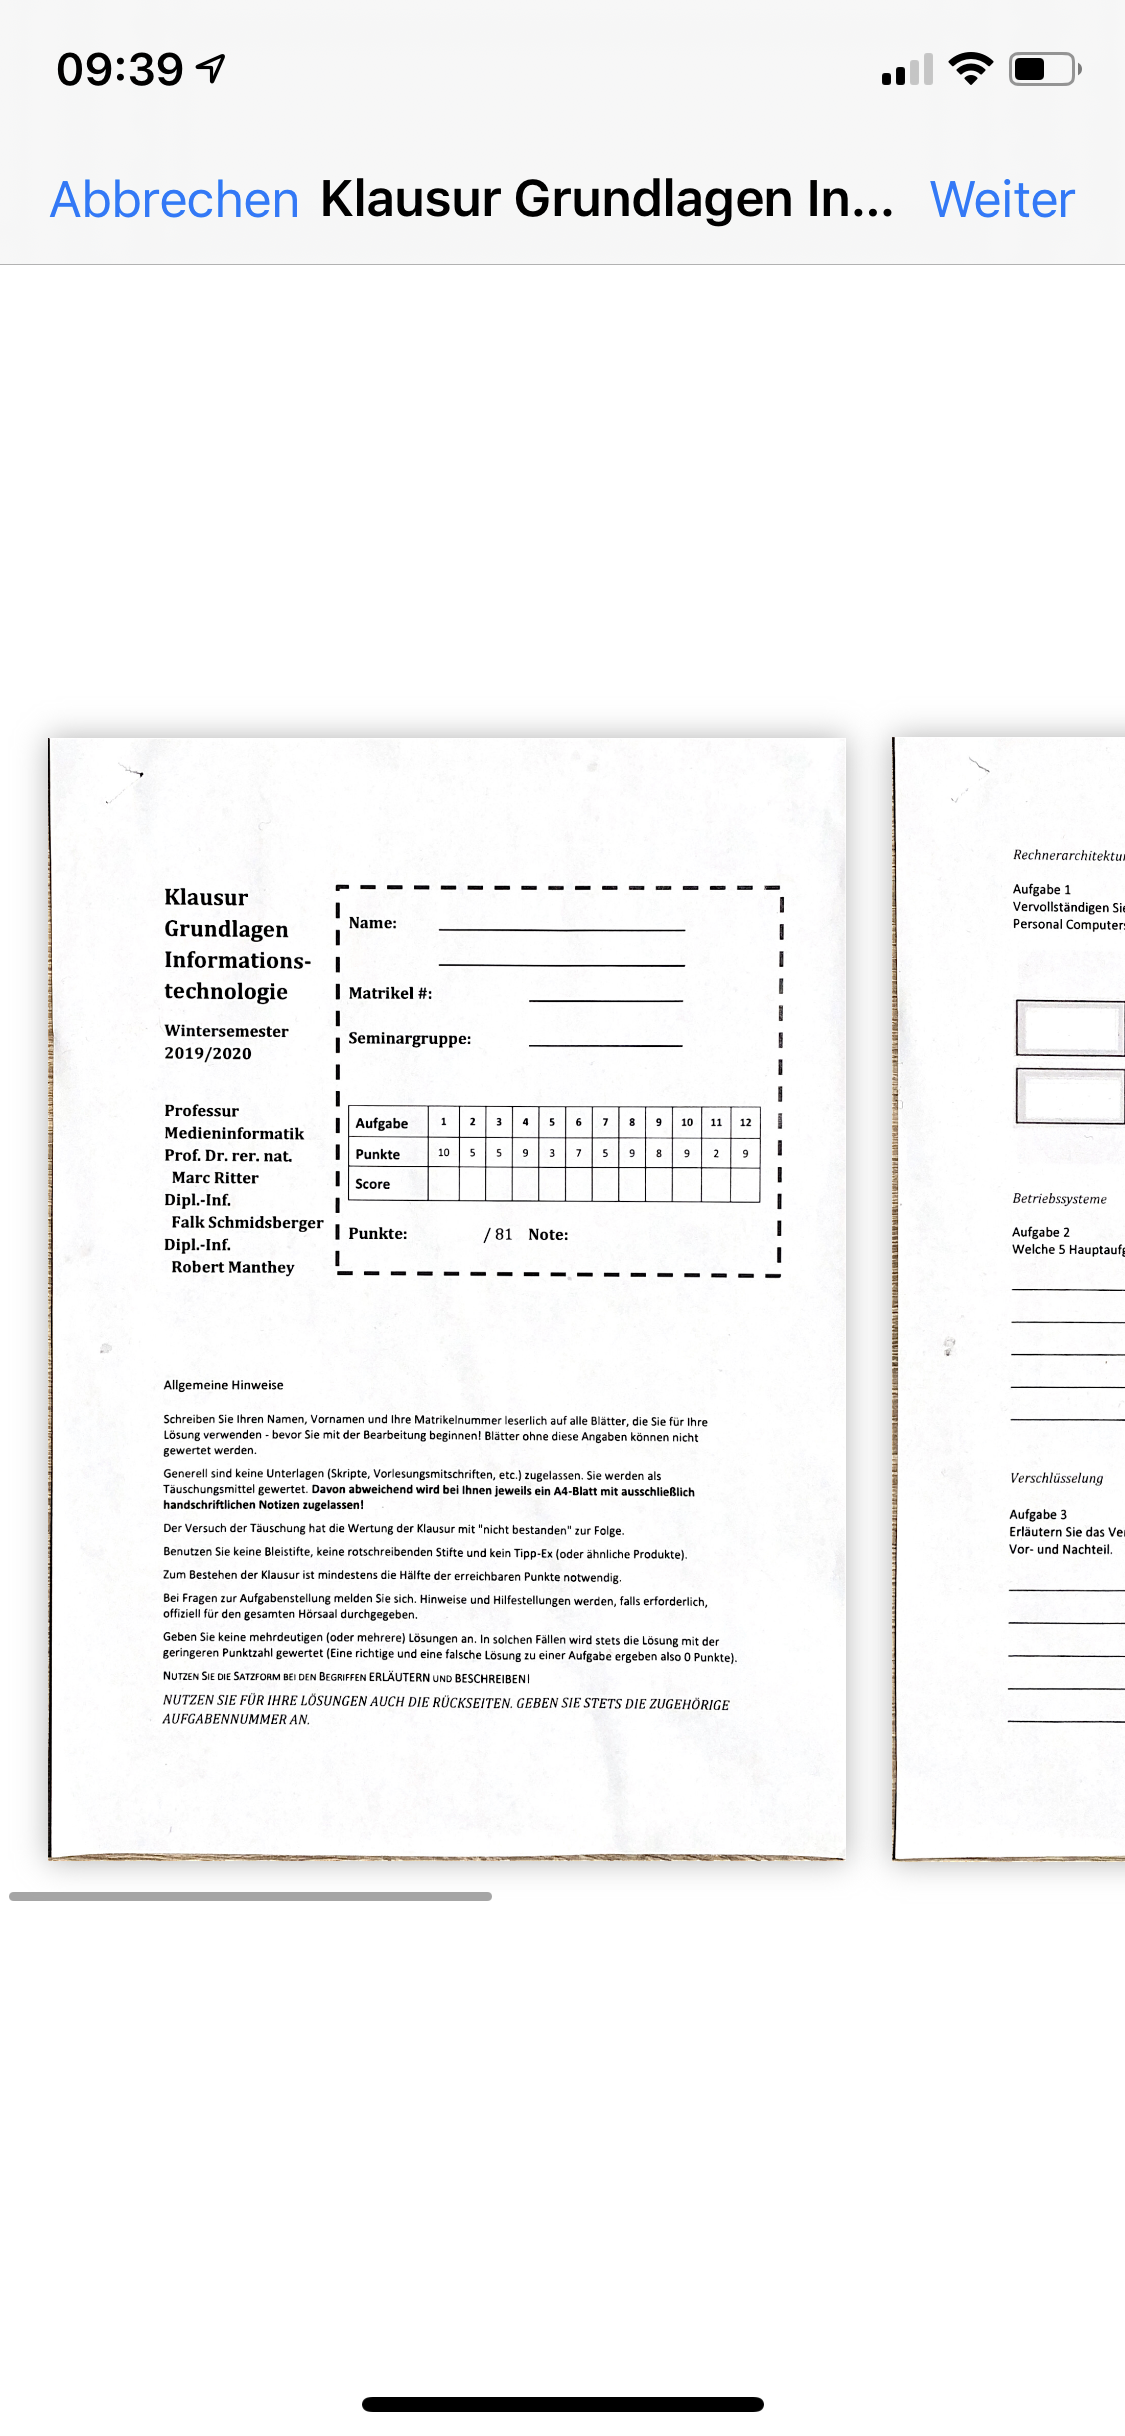 09:39
Abbrechen Klausur Grundlagen In... Weiter
Klausur
Grundlagen
Informations-
technologie
Wintersemester
2019/2020
Professur
Medieninformatik
Prof. Dr. rer. nat.
Marc Ritter
Dipl.-Inf.
Falk Schmidsberger
Dipl.-Inf.
Robert Manthey
Name:
Matrikel #:
Seminargruppe:
Aufgabe 1 2 3 4 5 6 7 8 9 10 11 12
Punkte 10 5 5 9 3 7 5 9 8 9 2 9
Score
Punkte: / 81 Note:
Allgemeine Hinweise
Schreiben Sie Ihren Namen, Vornamen und Ihre Matrikelnummer leserlich auf alle Blätter, die Sie für Ihre
Lösung verwenden - bevor Sie mit der Bearbeitung beginnen! Blätter ohne diese Angaben können nicht
gewertet werden.
Generell sind keine Unterlagen (Skripte, Vorlesungsmitschriften, etc.) zugelassen. Sie werden als
Täuschungsmittel gewertet. Davon abweichend wird bei Ihnen jeweils ein A4-Blatt mit ausschließlich
handschriftlichen Notizen zugelassen!
Der Versuch der Täuschung hat die Wertung der Klausur mit "nicht bestanden" zur Folge.
Benutzen Sie keine Bleistifte, keine rotschreibenden Stifte und kein Tipp-Ex (oder ähnliche Produkte).
Zum Bestehen der Klausur ist mindestens die Hälfte der erreichbaren Punkte notwendig.
Bei Fragen zur Aufgabenstellung melden Sie sich. Hinweise und Hilfestellungen werden, falls erforderlich,
offiziell für den gesamten Hörsaal durchgegeben.
Geben Sie keine mehrdeutigen (oder mehrere) Lösungen an. In solchen Fällen wird stets die Lösung mit der
geringeren Punktzahl gewertet (Eine richtige und eine falsche Lösung zu einer Aufgabe ergeben also 0 Punkte).
NUTZEN SIE DIE SATZFORM BEI DEN BEGRIFFEN ERLÄUTERN UND BESCHREIBEN!
NUTZEN SIE FÜR IHRE LÖSUNGEN AUCH DIE RÜCKSEITEN. GEBEN SIE STETS DIE ZUGEHÖRIGE
AUFGABENNUMMER AN.
Rechnerarchitektur
Aufgabe 1
Vervollständigen Sie
Personal Computers
Betriebssysteme
Aufgabe 2
Welche 5 Hauptaufg
Verschlüsselung
Aufgabe 3
Erläutern Sie das Ver
Vor- und Nachteil.